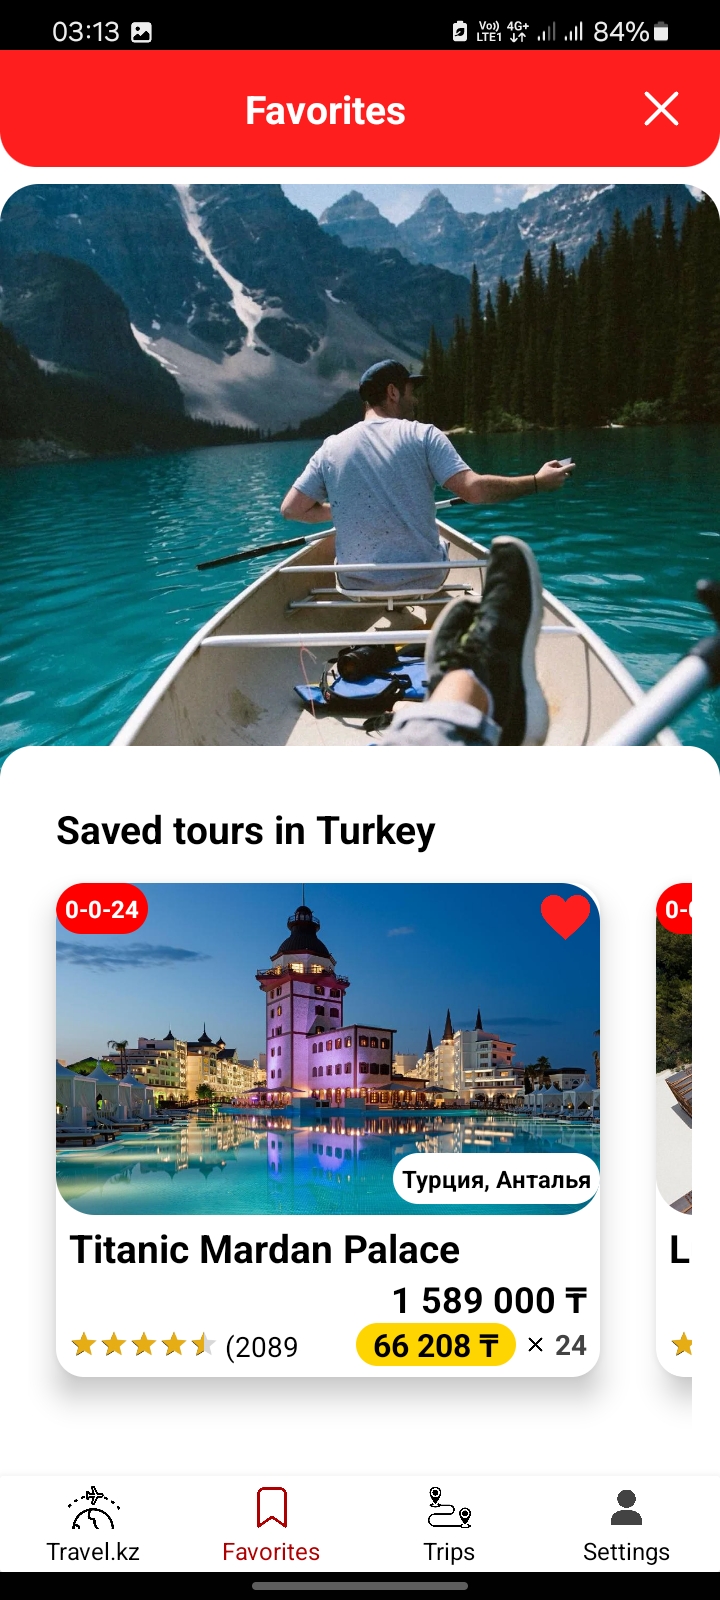 03:13
Vo)) 4G+ 84%
LTE1
Favorites
Saved tours in Turkey
0-0-24
Турция, Анталья
Titanic Mardan Palace
L
1 589 000 ₸
(2089
66 208 ₸ × 24
Travel.kz
Favorites
Trips
Settings